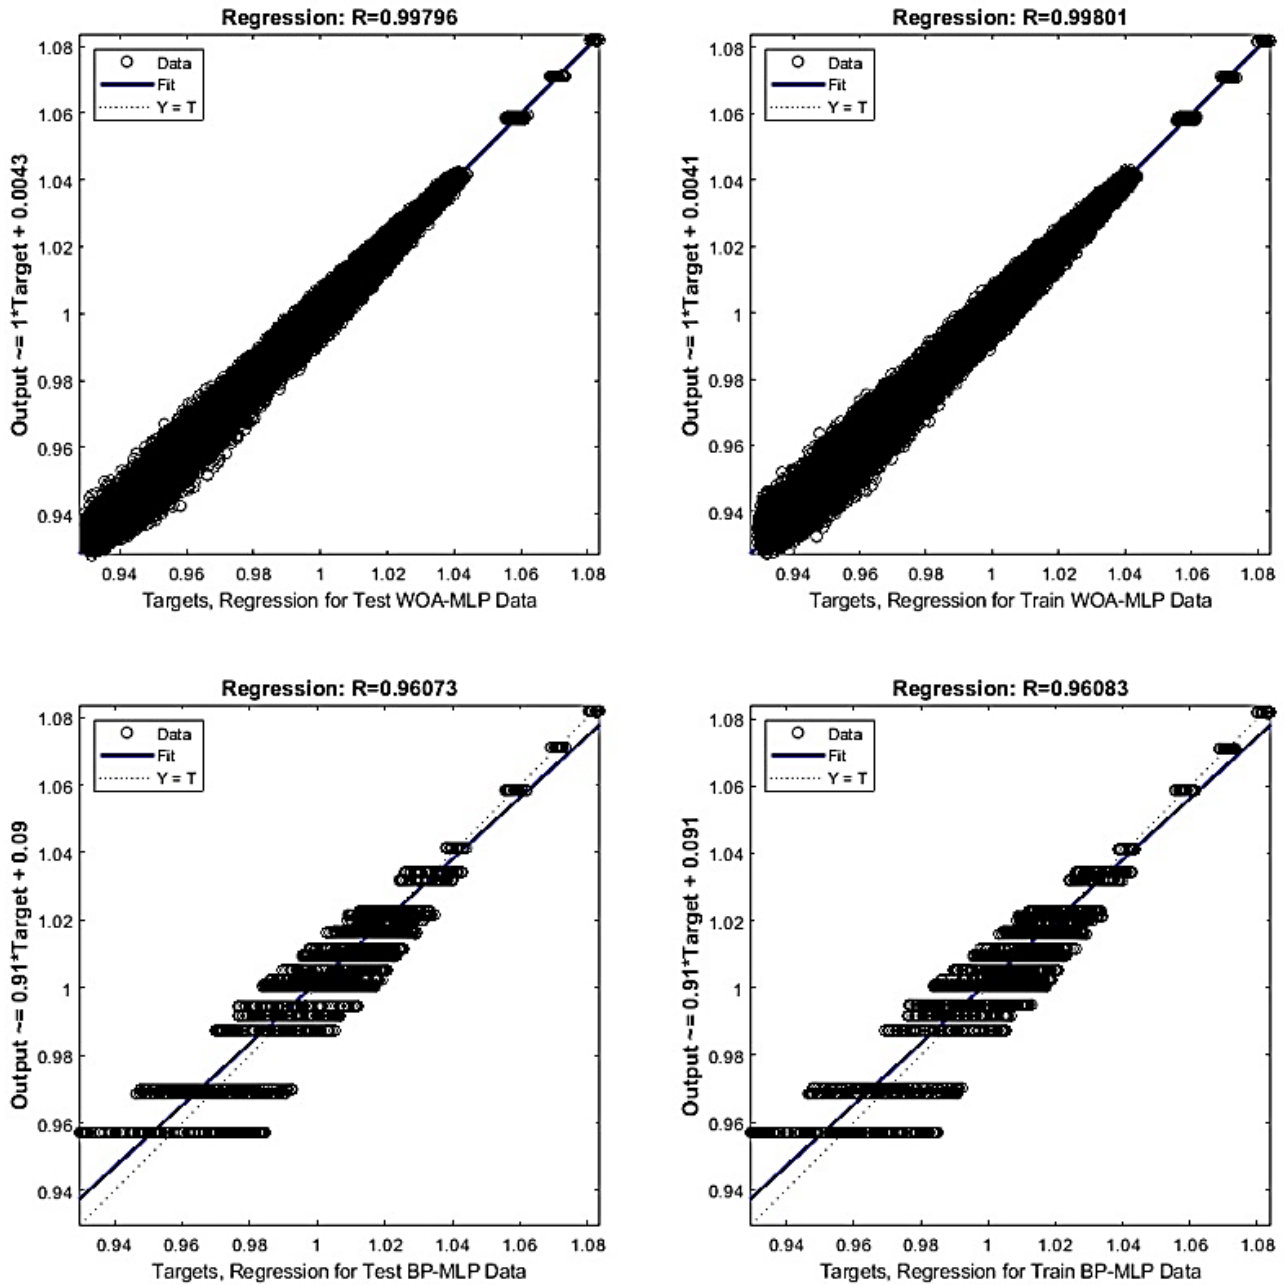 Regression: R=0.99796
Data
Fit
Y = T
Output ~= 1*Target + 0.0043
1.08
1.06
1.04
1.02
1
0.98
0.96
0.94
0.94 0.96 0.98 1 1.02 1.04 1.06 1.08
Targets, Regression for Test WOA-MLP Data
Regression: R=0.99801
Data
Fit
Y = T
Output ~= 1*Target + 0.0041
1.08
1.06
1.04
1.02
1
0.98
0.96
0.94
0.94 0.96 0.98 1 1.02 1.04 1.06 1.08
Targets, Regression for Train WOA-MLP Data
Regression: R=0.96073
Data
Fit
Y = T
Output ~= 0.91*Target + 0.09
1.08
1.06
1.04
1.02
1
0.98
0.96
0.94
0.94 0.96 0.98 1 1.02 1.04 1.06 1.08
Targets, Regression for Test BP-MLP Data
Regression: R=0.96083
Data
Fit
Y = T
Output ~= 0.91*Target + 0.091
1.08
1.06
1.04
1.02
1
0.98
0.96
0.94
0.94 0.96 0.98 1 1.02 1.04 1.06 1.08
Targets, Regression for Train BP-MLP Data